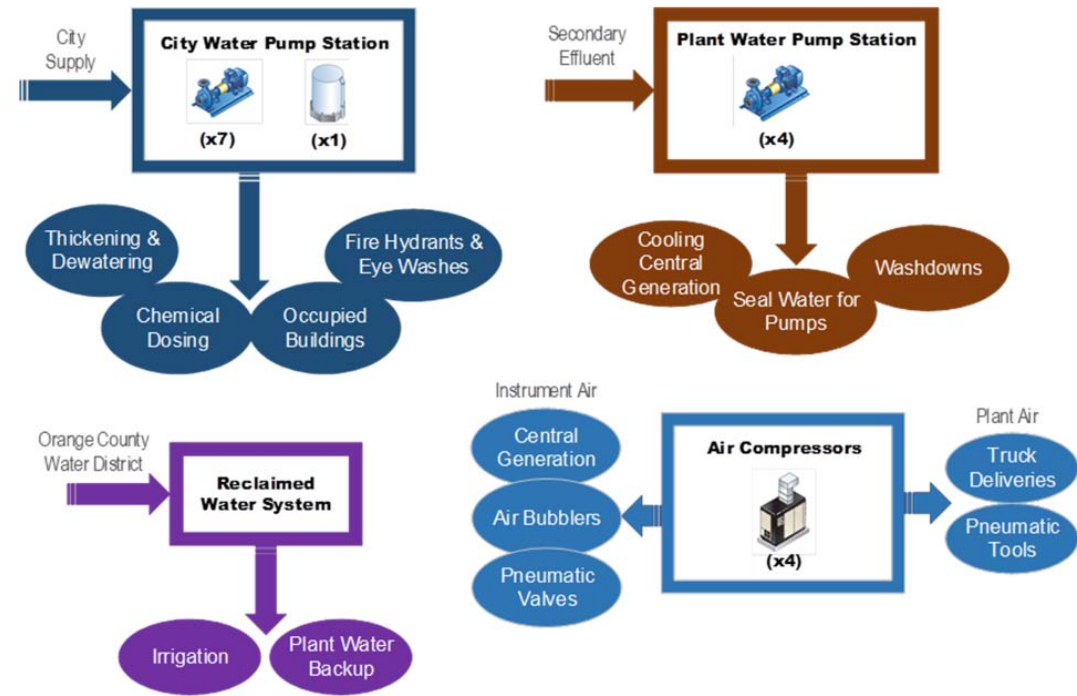 City
Supply
City Water Pump Station
(x7)
(x1)
Thickening &
Dewatering
Chemical
Dosing
Occupied
Buildings
Fire Hydrants &
Eye Washes
Secondary
Effluent
Plant Water Pump Station
(x4)
Cooling
Central
Generation
Seal Water for
Pumps
Washdowns
Orange County
Water District
Reclaimed
Water System
Irrigation
Plant Water
Backup
Instrument Air
Central
Generation
Air Bubblers
Pneumatic
Valves
Air Compressors
(x4)
Plant Air
Truck
Deliveries
Pneumatic
Tools